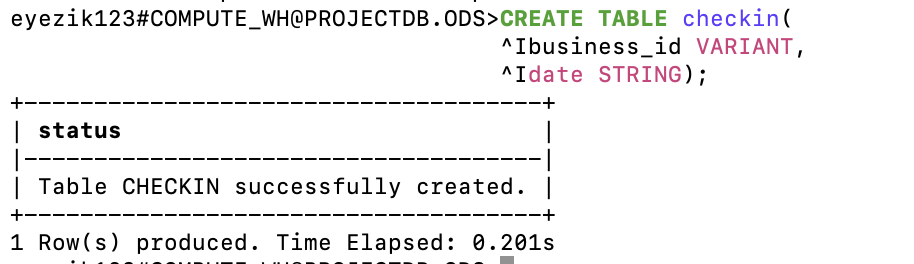 eyezik123#COMPUTE_WH@PROJECTDB.ODS>CREATE TABLE checkin(
^Ibusiness_id VARIANT,
^Idate STRING);
+--------------------------------------+
| status                               |
|--------------------------------------|
| Table CHECKIN successfully created. |
+--------------------------------------+
1 Row(s) produced. Time Elapsed: 0.201s